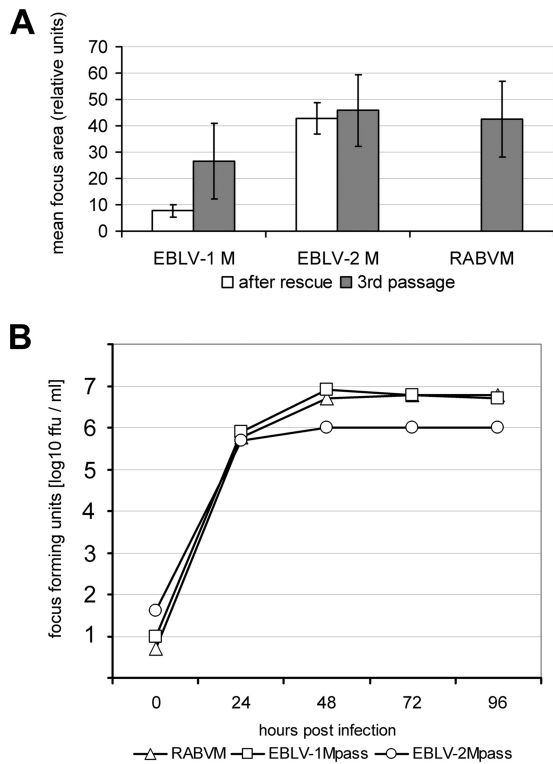 A
mean focus area (relative units)
70
60
50
40
30
20
10
0
EBLV-1 M EBLV-2 M RABVM
after rescue 3rd passage
B
focus forming units [log10 ffu / ml]
7
6
5
4
3
2
1
0 24 48 72 96
hours post infection
RABVM EBLV-1Mpass EBLV-2Mpass